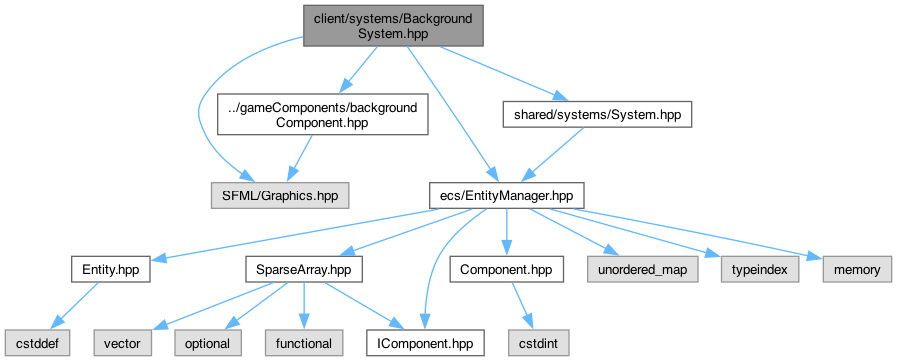 client/systems/Background
System.hpp
../gameComponents/background
Component.hpp
shared/systems/System.hpp
SFML/Graphics.hpp
ecs/EntityManager.hpp
Entity.hpp
SparseArray.hpp
Component.hpp
unordered_map
typeindex
memory
cstddef
vector
optional
functional
IComponent.hpp
cstdint